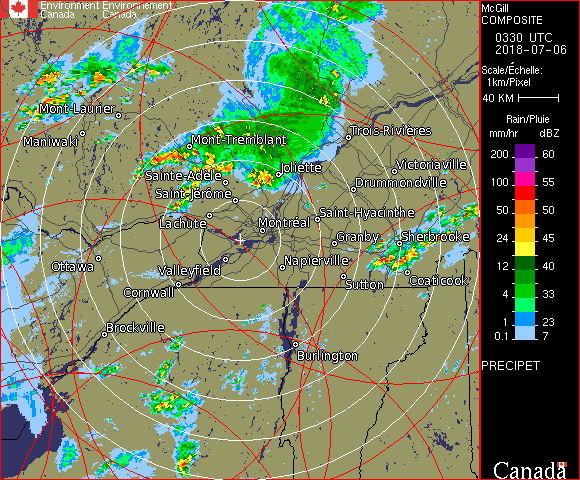 Environment Environnement
Canada Canada
McGill
COMPOSITE
0330 UTC
2018-07-06
Scale/Échelle:
1km/Pixel
40 KM
Rain/Pluie
mm/hr dBZ
200 60
100 55
50 50
24 45
12 40
4 33
1 23
0.1 7
PRECIPET
Canada
Mont-Laurier
Maniwaki
Mont-Tremblant
Trois-Rivières
Sainte-Adèle
Joliette
Victoriaville
Saint-Jérôme
Drummondville
Lachute
Montréal
Saint-Hyacinthe
Granby
Sherbrooke
Ottawa
Valleyfield
Napierville
Cornwall
Sutton
Coaticook
Brockville
Burlington